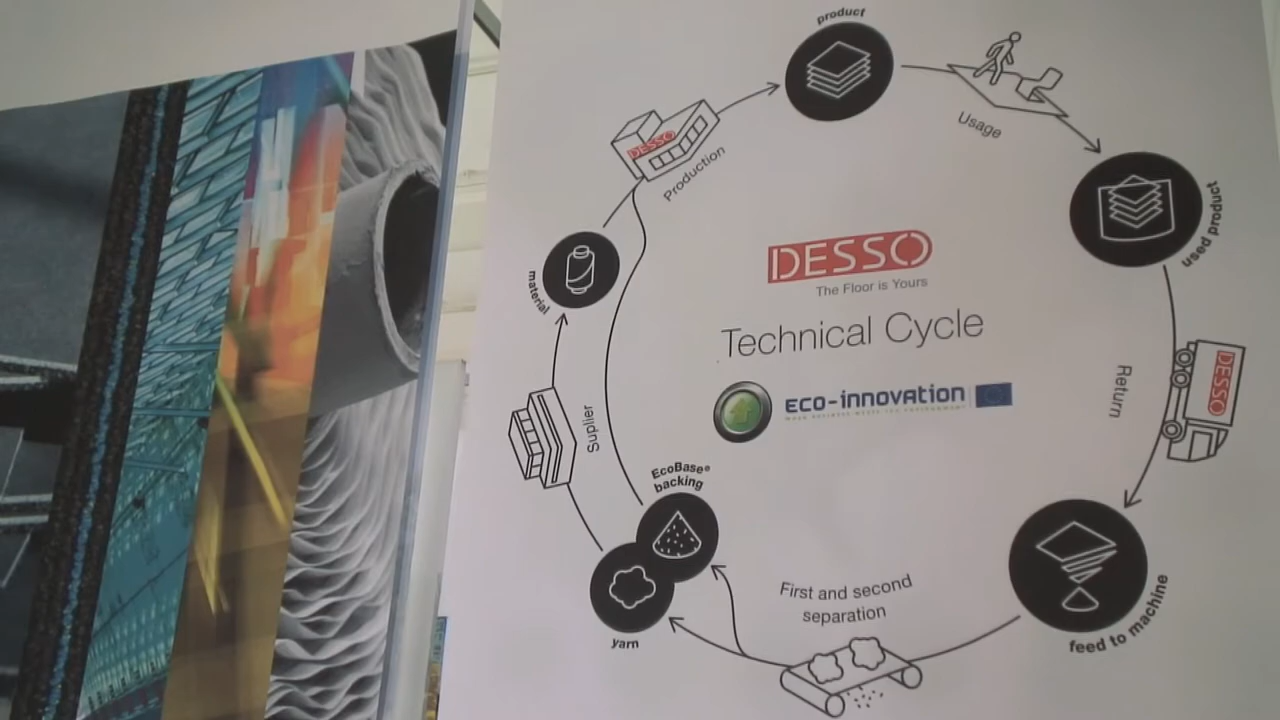 product
DESSO
Production
Usage
used product
material
DESSO
The Floor is Yours
Technical Cycle
ECO-INNOVATION
Return
DESSO
Suplier
EcoBase®
backing
First and second
separation
feed to machine
yarn